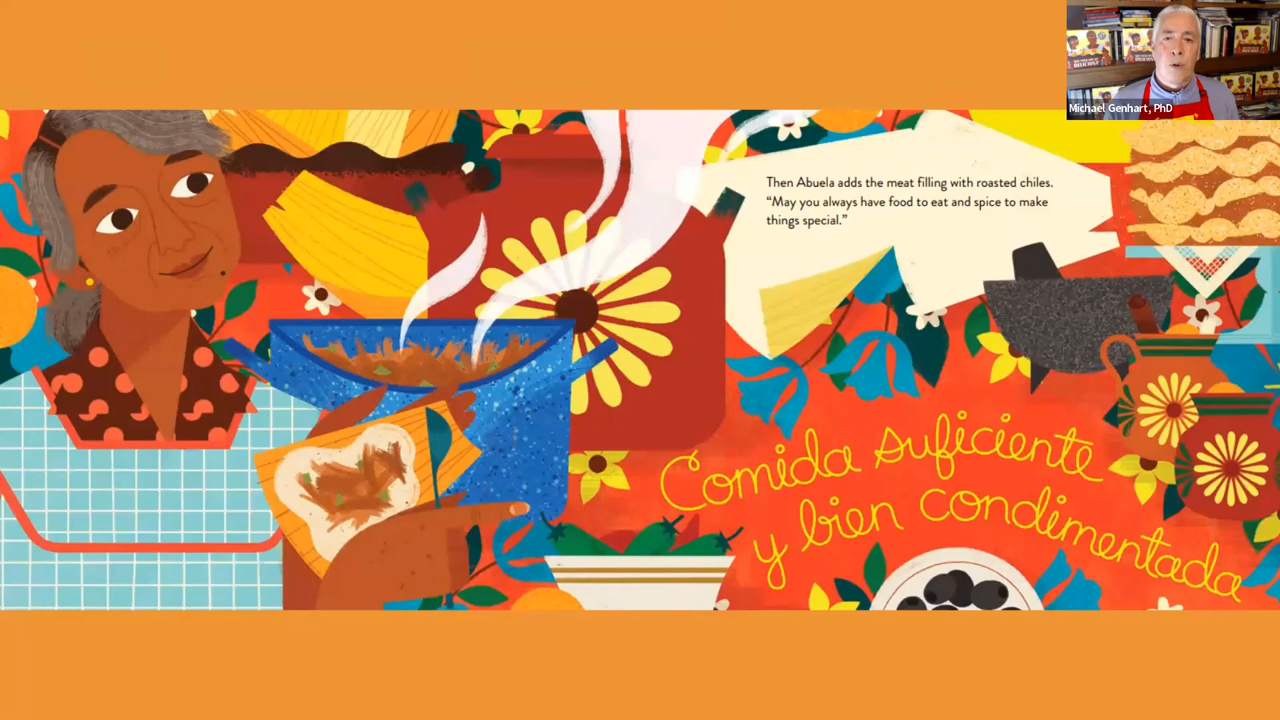 Michael Genhart, PhD
Then Abuela adds the meat filling with roasted chiles.
“May you always have food to eat and spice to make
things special.”
Comida suficiente
y bien condimentada